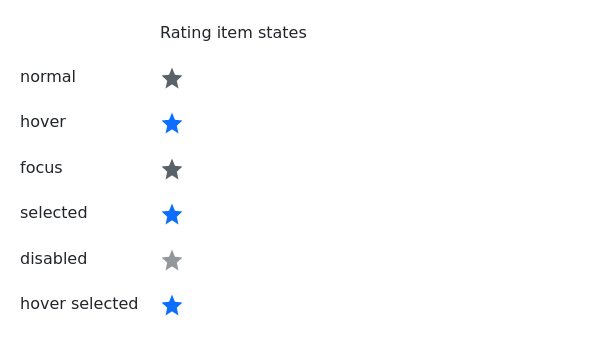 Rating item states
normal
hover
focus
selected
disabled
hover selected